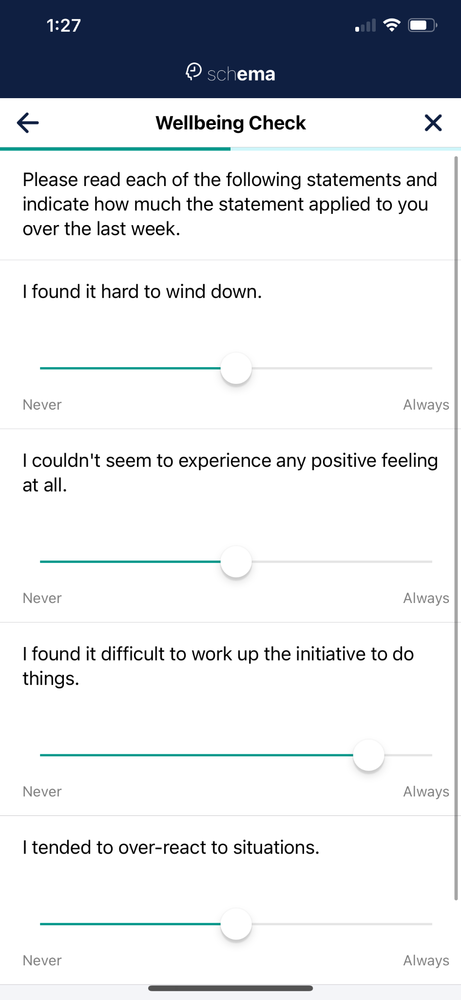 1:27
schema
Wellbeing Check
Please read each of the following statements and
indicate how much the statement applied to you
over the last week.
I found it hard to wind down.
Never Always
I couldn't seem to experience any positive feeling
at all.
Never Always
I found it difficult to work up the initiative to do
things.
Never Always
I tended to over-react to situations.
Never Always